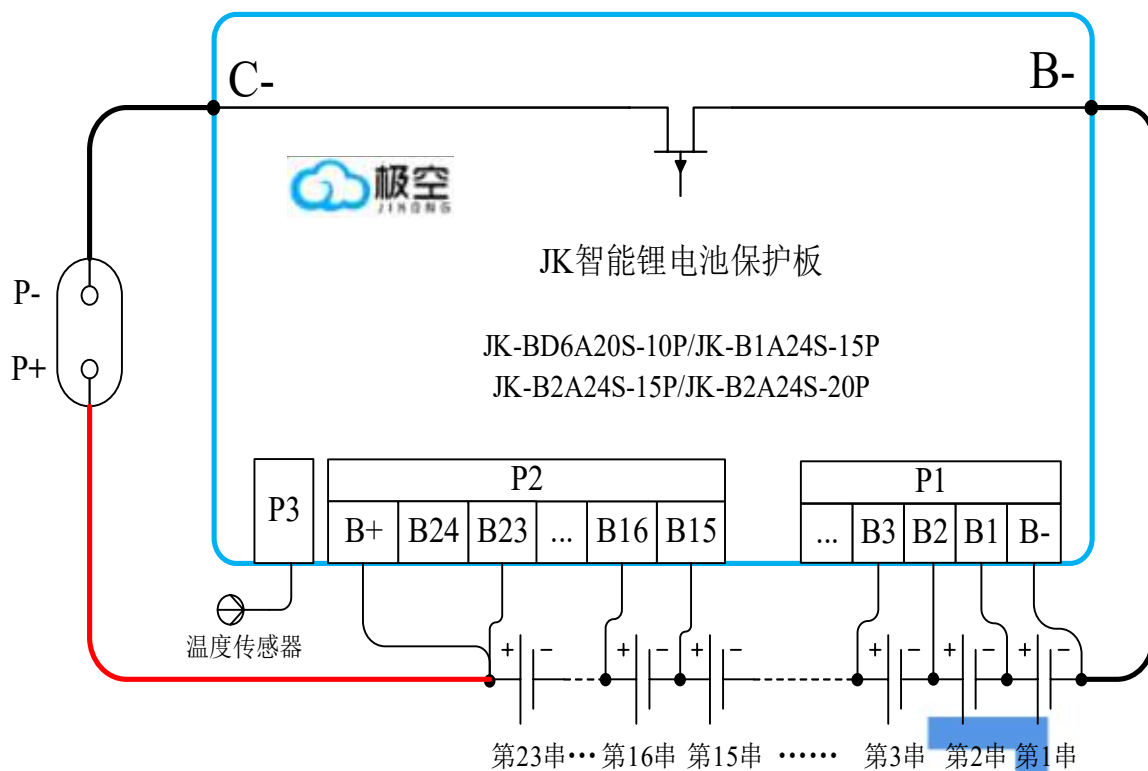 C-
B-
极空
JIKONG
JK智能锂电池保护板
P-
P+
JK-BD6A20S-10P/JK-B1A24S-15P
JK-B2A24S-15P/JK-B2A24S-20P
P3
P2
P1
B+ B24 B23 ... B16 B15
... B3 B2 B1 B-
温度传感器
+ − + − + − + − + − + −
第23串··· 第16串 第15串 ······ 第3串 第2串 第1串